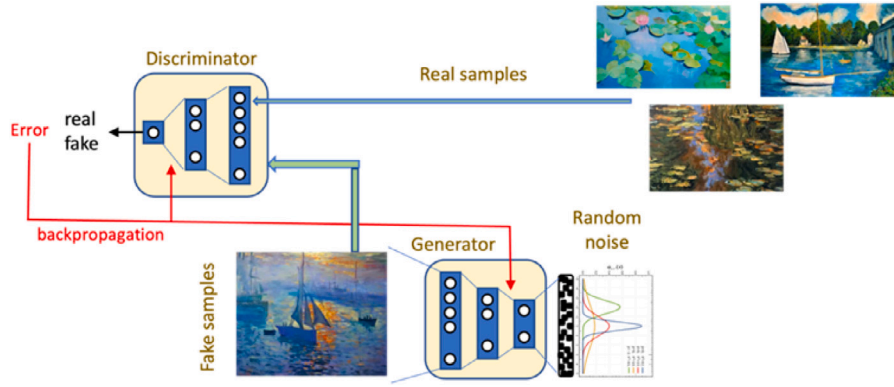 Discriminator
Real samples
Error
real
fake
backpropagation
Fake samples
Generator
Random
noise